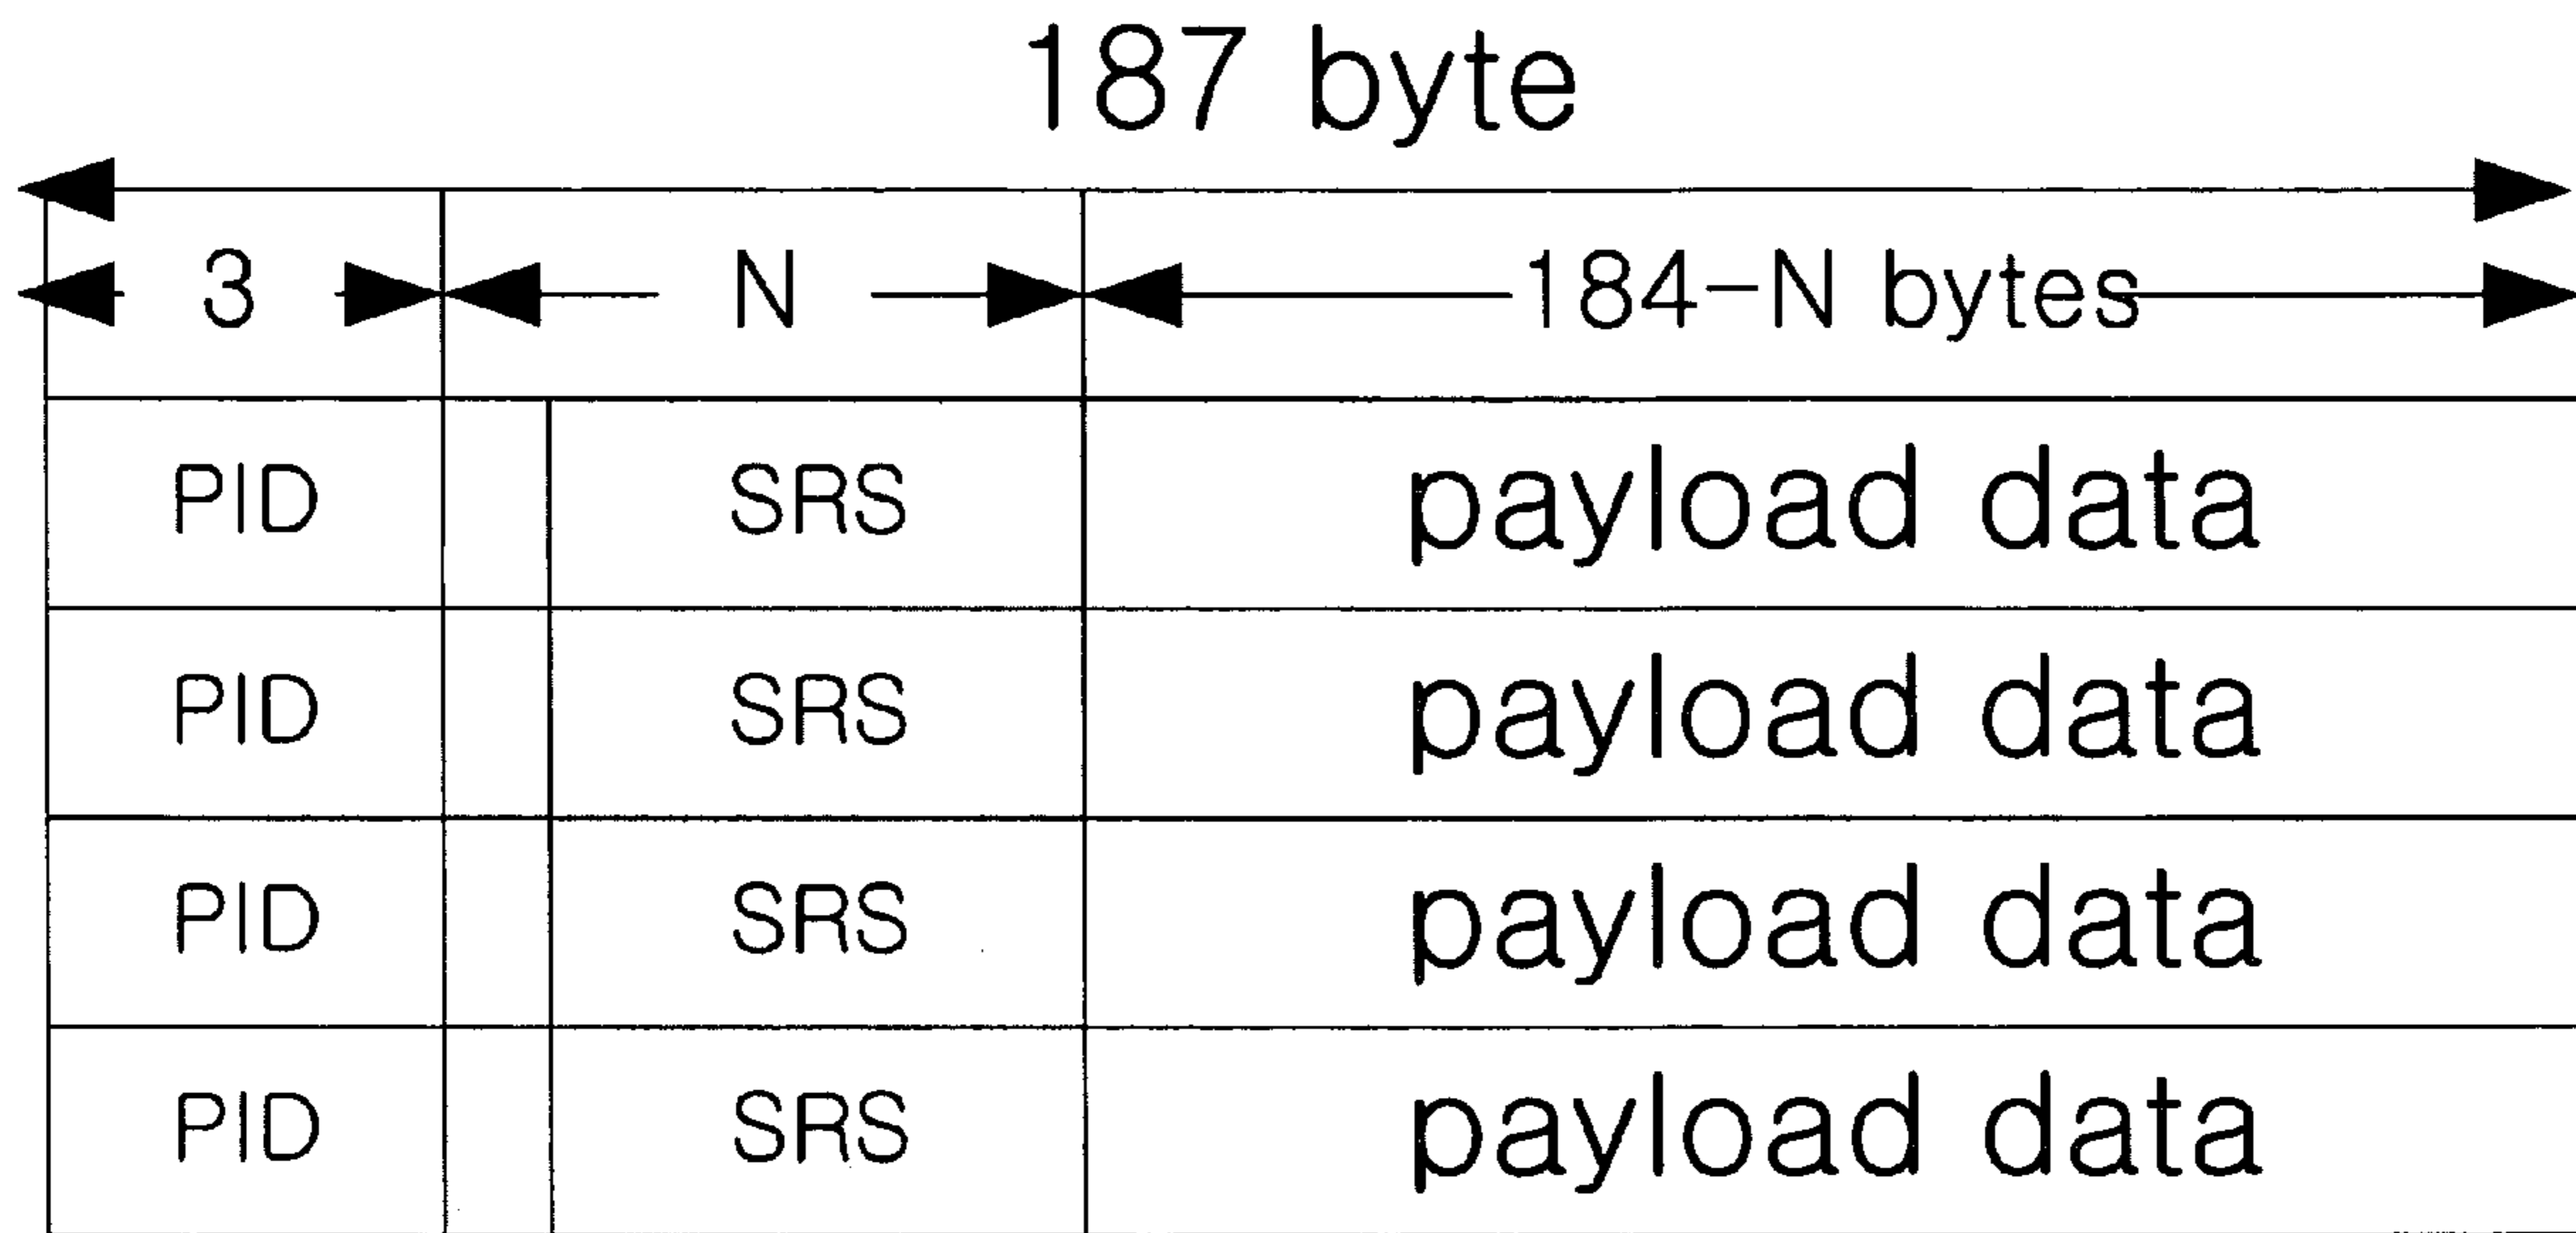 187 byte
3 N 184-N bytes
PID SRS payload data
PID SRS payload data
PID SRS payload data
PID SRS payload data